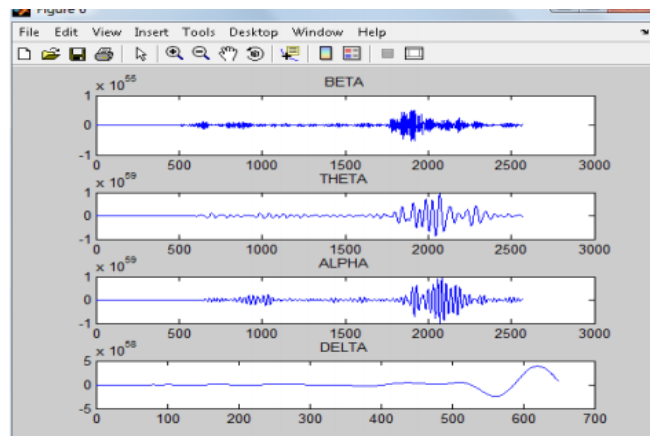 Figure 6
File Edit View Insert Tools Desktop Window Help
BETA
x 10^55
1
0
-1
0 500 1000 1500 2000 2500 3000
THETA
x 10^59
1
0
-1
0 500 1000 1500 2000 2500 3000
ALPHA
x 10^59
1
0
-1
0 500 1000 1500 2000 2500 3000
DELTA
x 10^58
5
0
-5
0 100 200 300 400 500 600 700